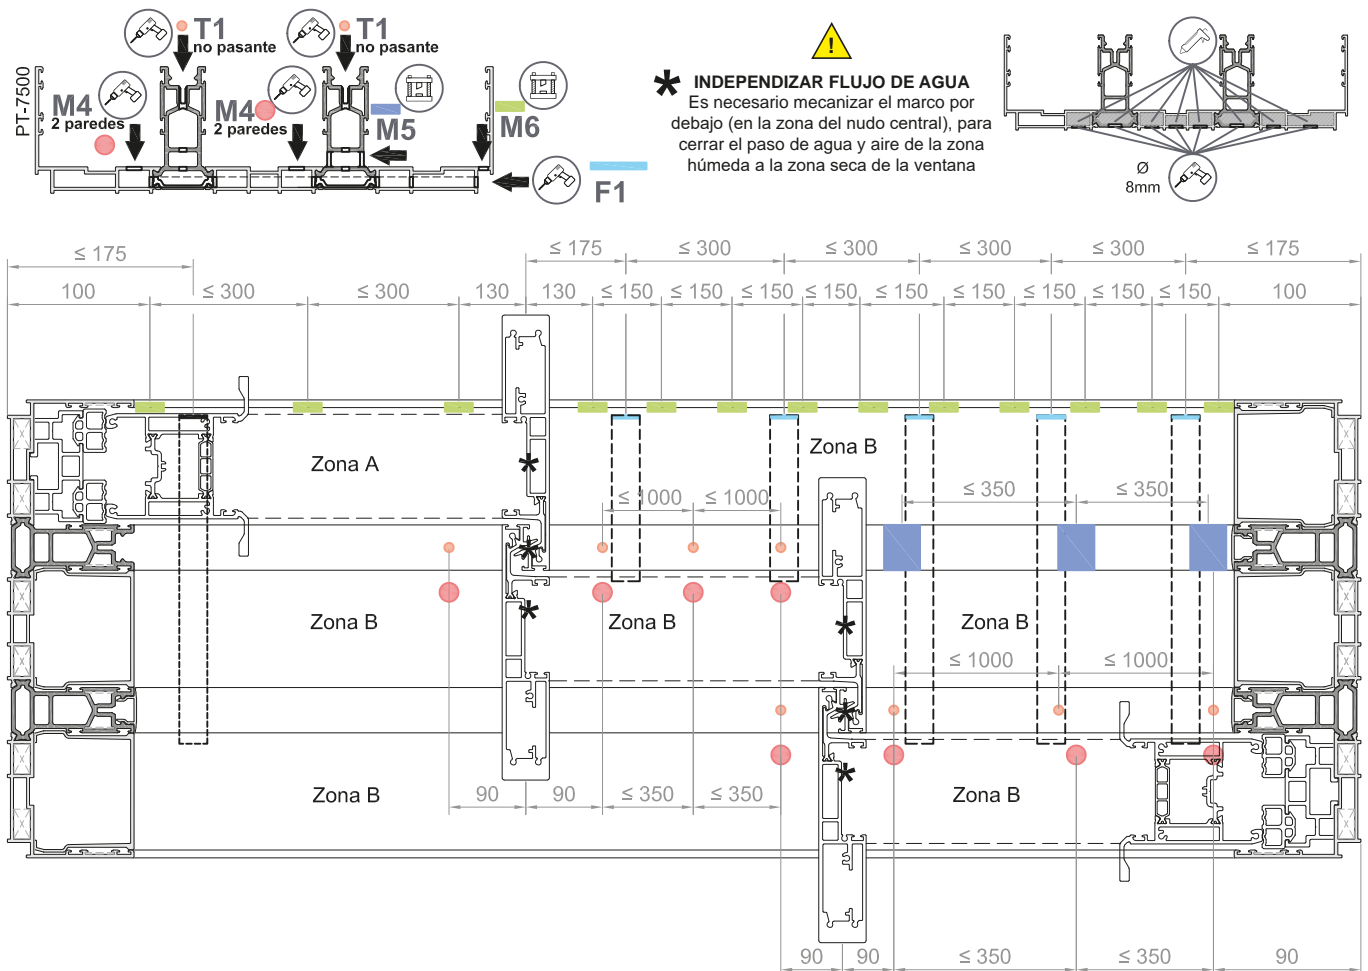 T1
no pasante
T1
no pasante
PT-7500
M4
2 paredes
M4
2 paredes
M5
M6
F1
!
* INDEPENDIZAR FLUJO DE AGUA
Es necesario mecanizar el marco por
debajo (en la zona del nudo central), para
cerrar el paso de agua y aire de la zona
húmeda a la zona seca de la ventana
Ø
8mm
≤ 175
≤ 175 ≤ 300 ≤ 300 ≤ 300 ≤ 300 ≤ 175
100 ≤ 300 ≤ 300 130 130 ≤ 150 ≤ 150 ≤ 150 ≤ 150 ≤ 150 ≤ 150 ≤ 150 ≤ 150 ≤ 150 100
Zona A * Zona B
≤ 1000 ≤ 1000 ≤ 350 ≤ 350
*
*
Zona B Zona B * Zona B
≤ 1000 ≤ 1000
*
*
Zona B Zona B
90 90 ≤ 350 ≤ 350
90 90 ≤ 350 ≤ 350 90